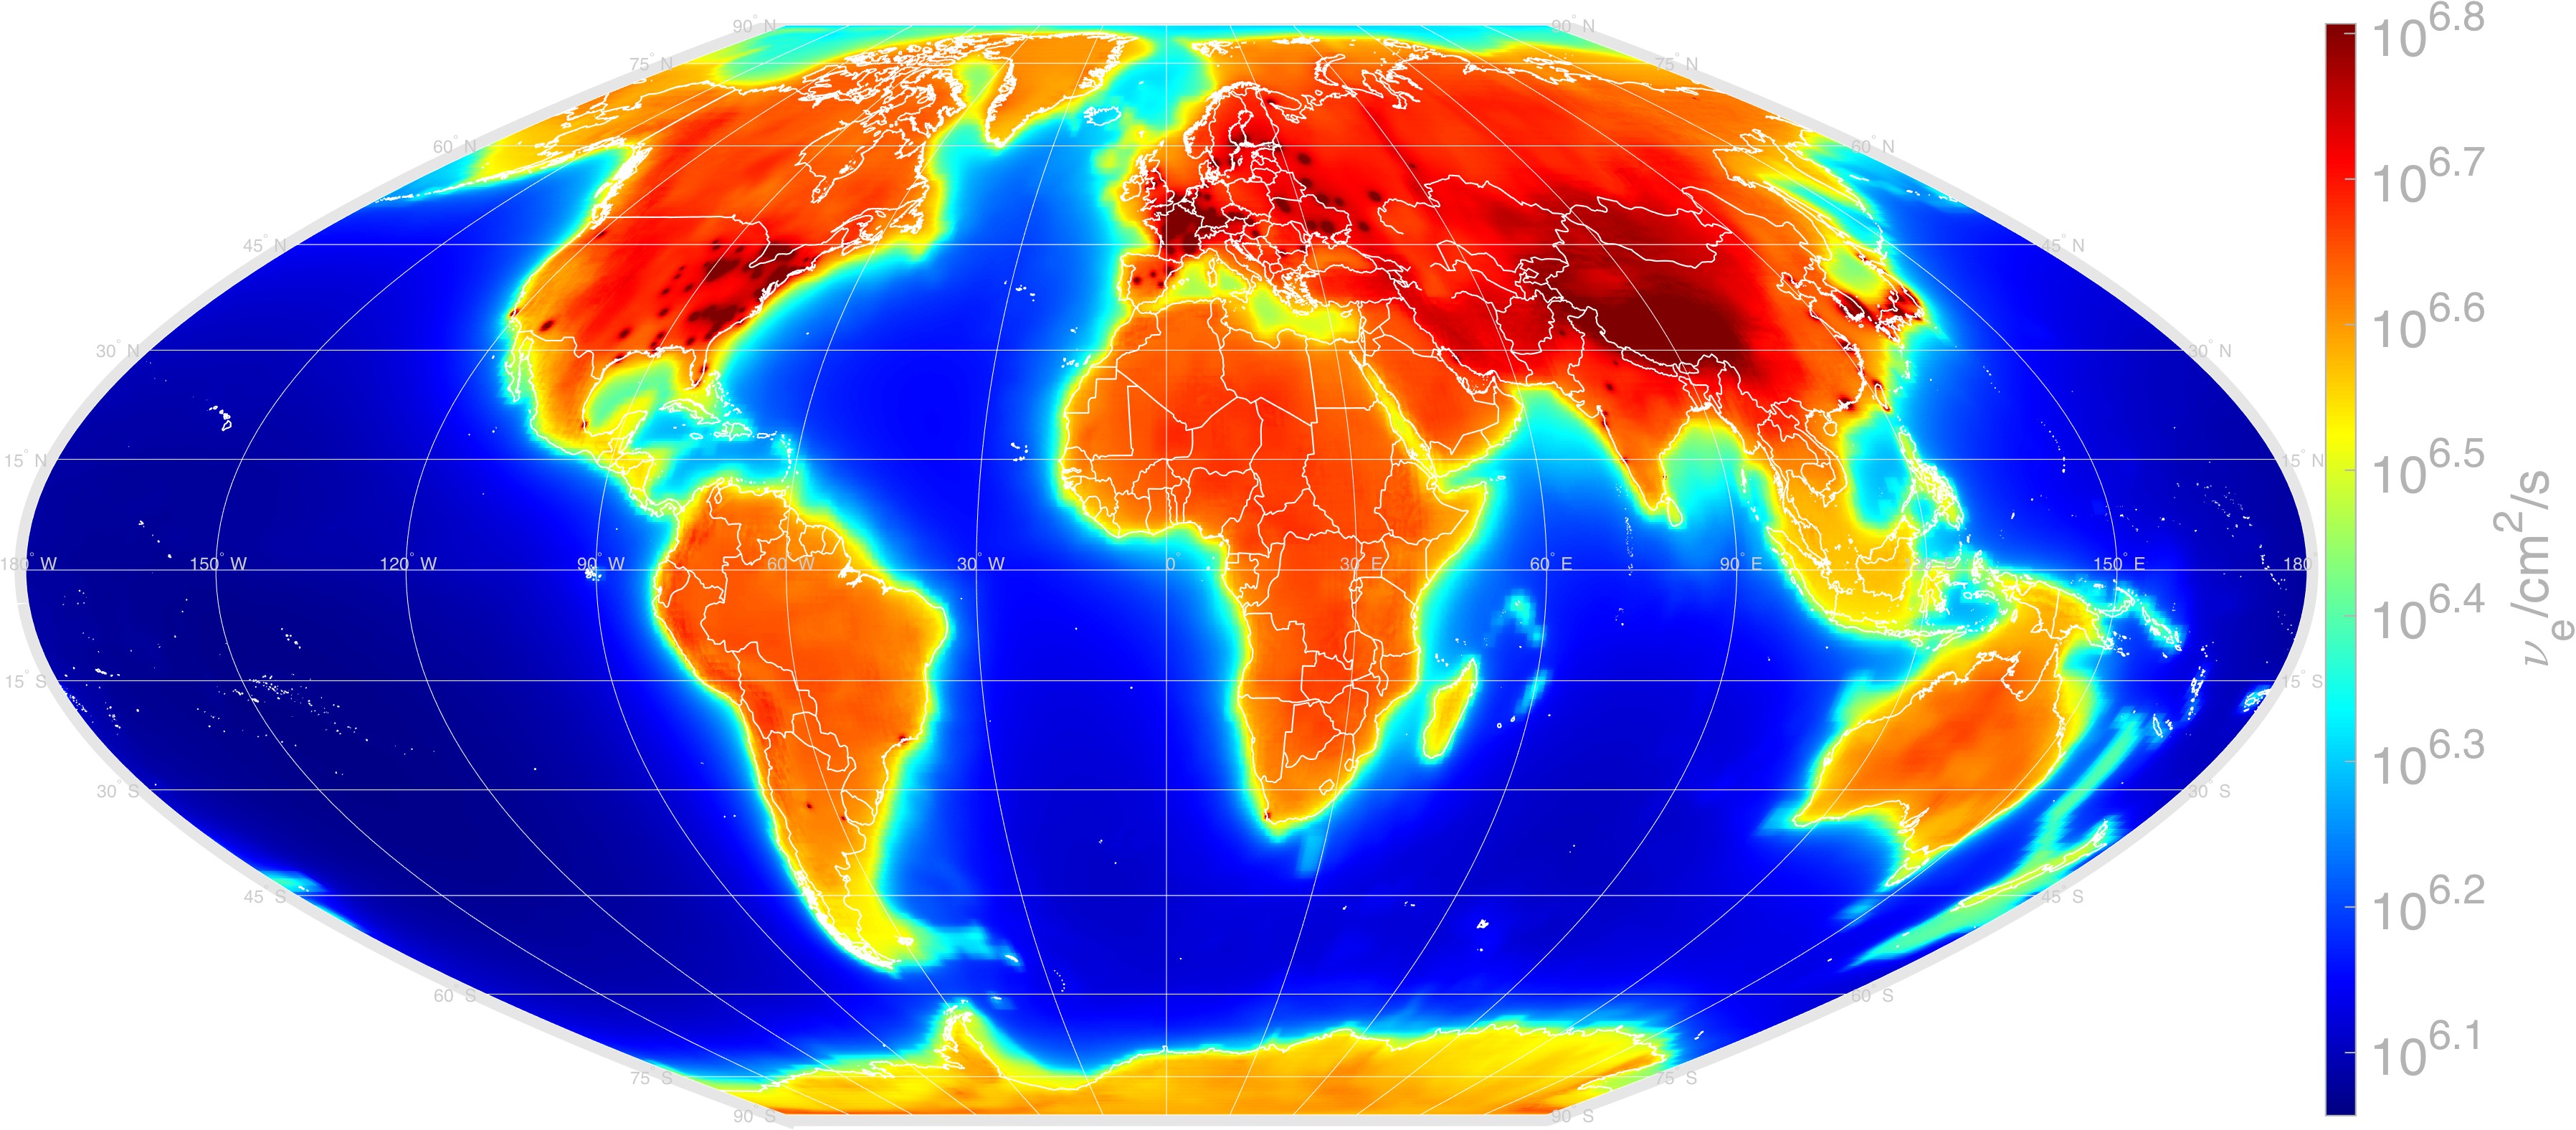 90° N 90° N
75° N 75° N
60° N 60° N
45° N 45° N
30° N 30° N
15° N 15° N
180° W 150° W 120° W 90° W 60° W 30° W 0° 30° E 60° E 90° E 150° E 180°
15° S 15° S
30° S 30° S
45° S 45° S
60° S 60° S
75° S 75° S
90° S 90° S
10^6.8
10^6.7
10^6.6
10^6.5
10^6.4
10^6.3
10^6.2
10^6.1
ν_e/cm²/s